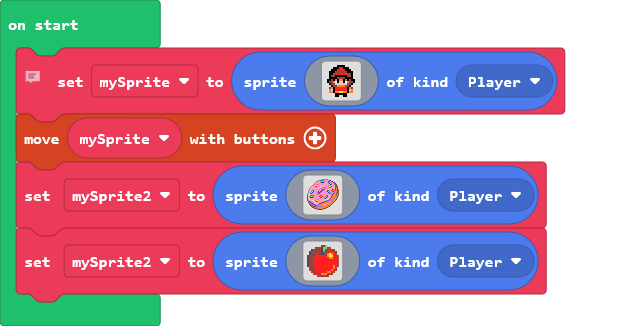 on start
set mySprite to sprite of kind Player
move mySprite with buttons
set mySprite2 to sprite of kind Player
set mySprite2 to sprite of kind Player